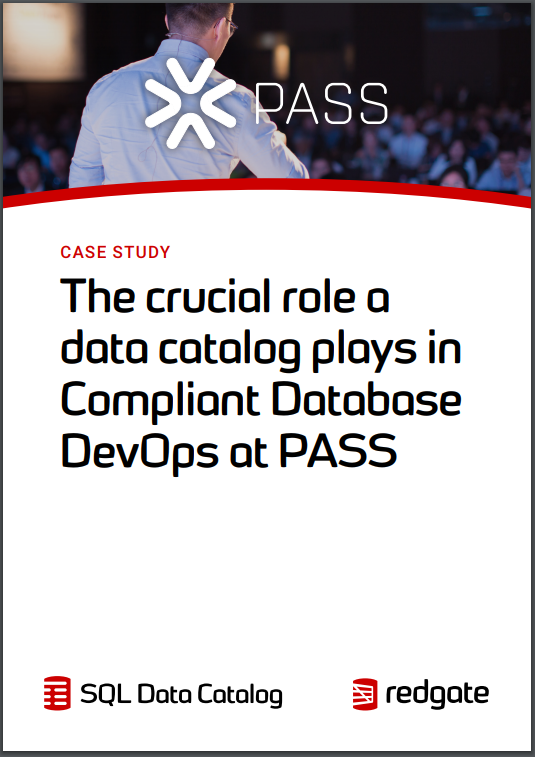 PASS
CASE STUDY
The crucial role a
data catalog plays in
Compliant Database
DevOps at PASS
SQL Data Catalog
redgate